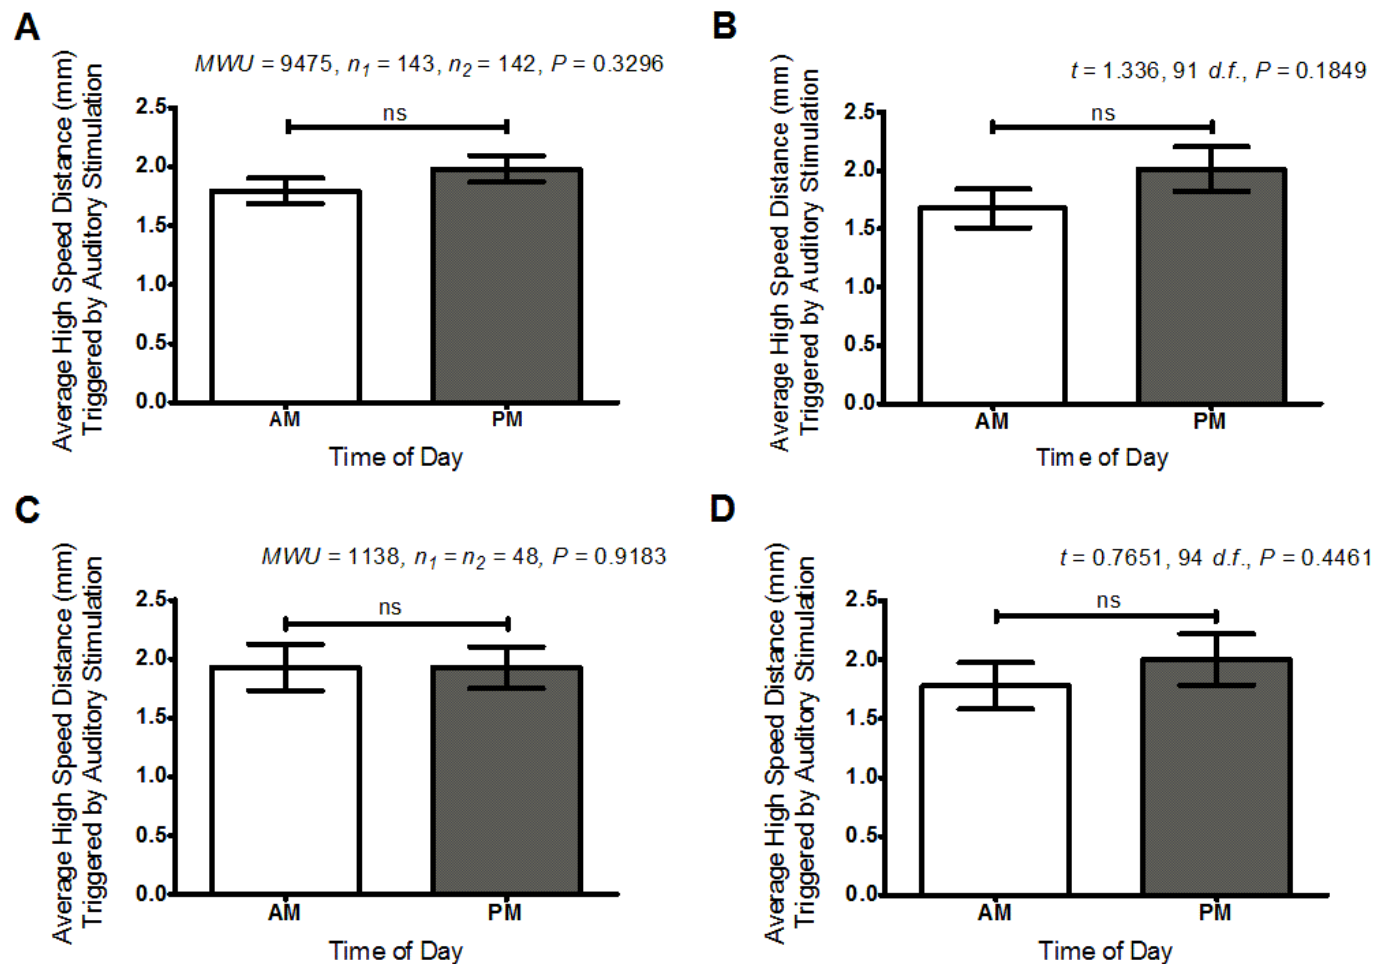 A
MWU = 9475, n1 = 143, n2 = 142, P = 0.3296
Average High Speed Distance (mm)
Triggered by Auditory Stimulation
2.5
2.0
1.5
1.0
0.5
0.0
ns
AM PM
Time of Day
B
t = 1.336, 91 d.f., P = 0.1849
Average High Speed Distance (mm)
Triggered by Auditory Stimulation
2.5
2.0
1.5
1.0
0.5
0.0
ns
AM PM
Time of Day
C
MWU = 1138, n1 = n2 = 48, P = 0.9183
Average High Speed Distance (mm)
Triggered by Auditory Stimulation
2.5
2.0
1.5
1.0
0.5
0.0
ns
AM PM
Time of Day
D
t = 0.7651, 94 d.f., P = 0.4461
Average High Speed Distance (mm)
Triggered by Auditory Stimulation
2.5
2.0
1.5
1.0
0.5
0.0
ns
AM PM
Time of Day